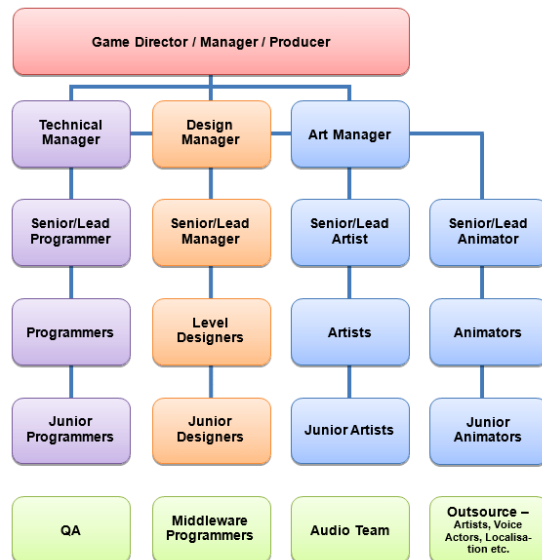 Game Director / Manager / Producer
Technical
Manager
Design
Manager
Art Manager
Senior/Lead
Programmer
Senior/Lead
Manager
Senior/Lead
Artist
Senior/Lead
Animator
Programmers
Level
Designers
Artists
Animators
Junior
Programmers
Junior
Designers
Junior Artists
Junior
Animators
QA
Middleware
Programmers
Audio Team
Outsource –
Artists, Voice
Actors, Localisa-
tion etc.